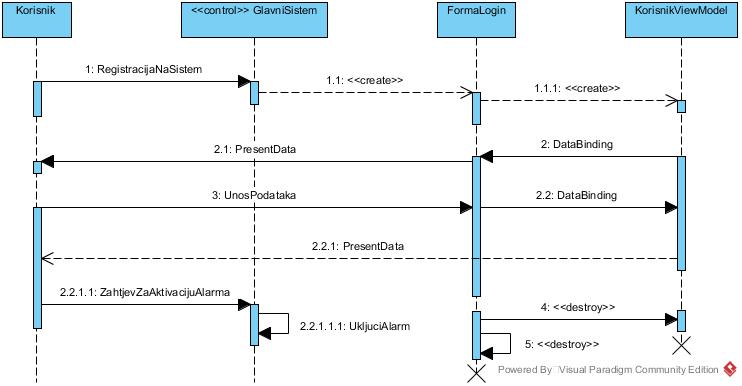 Korisnik
<<control>> GlavniSistem
FormaLogin
KorisnikViewModel
1: RegistracijaNaSistem
1.1: <<create>>
1.1.1: <<create>>
2: DataBinding
2.1: PresentData
3: UnosPodataka
2.2: DataBinding
2.2.1: PresentData
2.2.1.1: ZahtjevZaAktivacijuAlarma
4: <<destroy>>
2.2.1.1.1: UkljuciAlarm
5: <<destroy>>
Powered By Visual Paradigm Community Edition